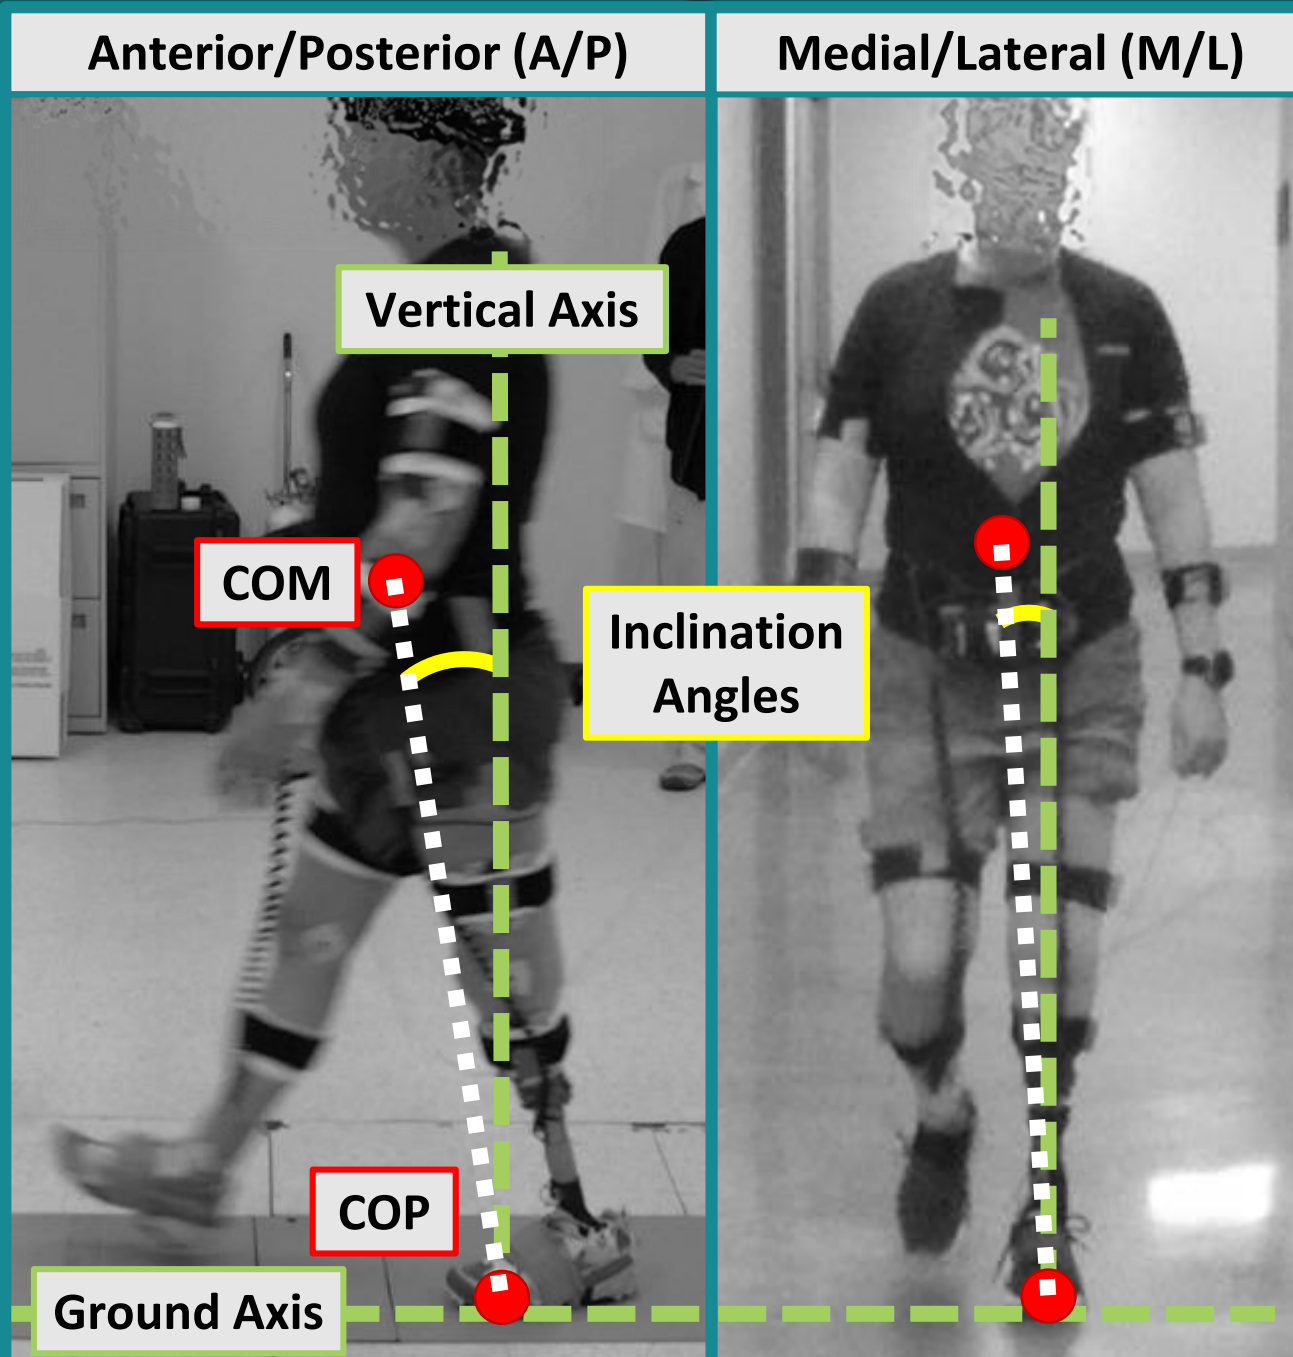 Anterior/Posterior (A/P)
Medial/Lateral (M/L)
Vertical Axis
COM
Inclination
Angles
COP
Ground Axis